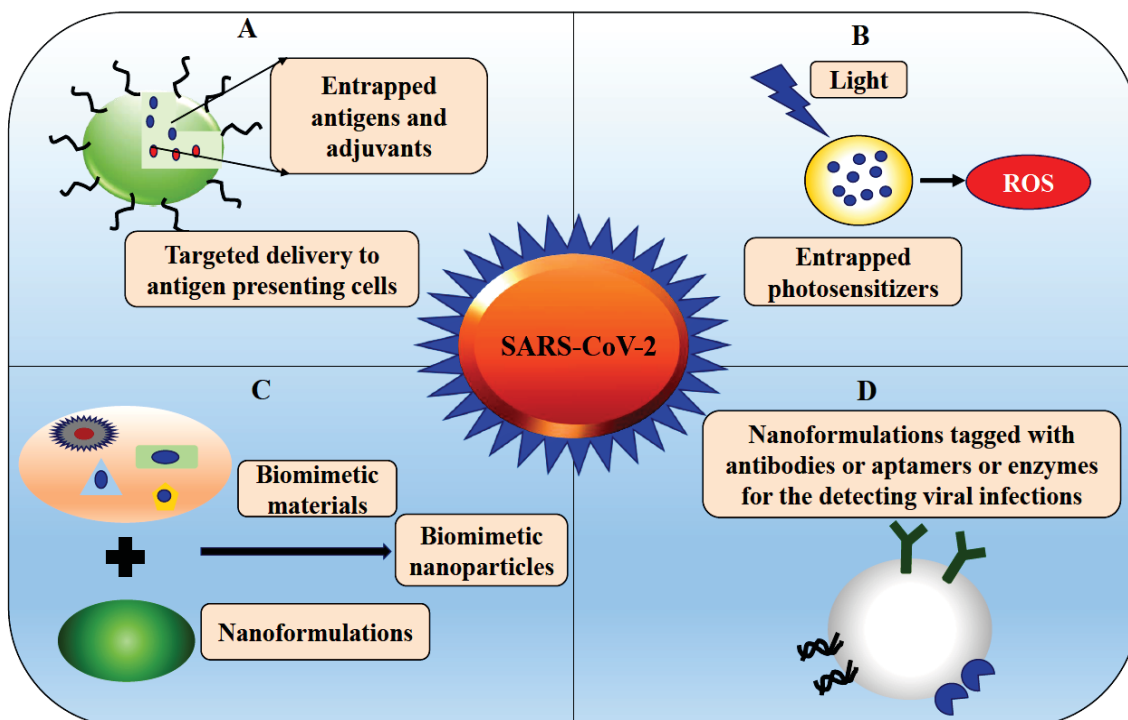 A
Entrapped
antigens and
adjuvants
Targeted delivery to
antigen presenting cells
B
Light
ROS
Entrapped
photosensitizers
SARS-CoV-2
C
Biomimetic
materials
Biomimetic
nanoparticles
Nanoformulations
D
Nanoformulations tagged with
antibodies or aptamers or enzymes
for the detecting viral infections